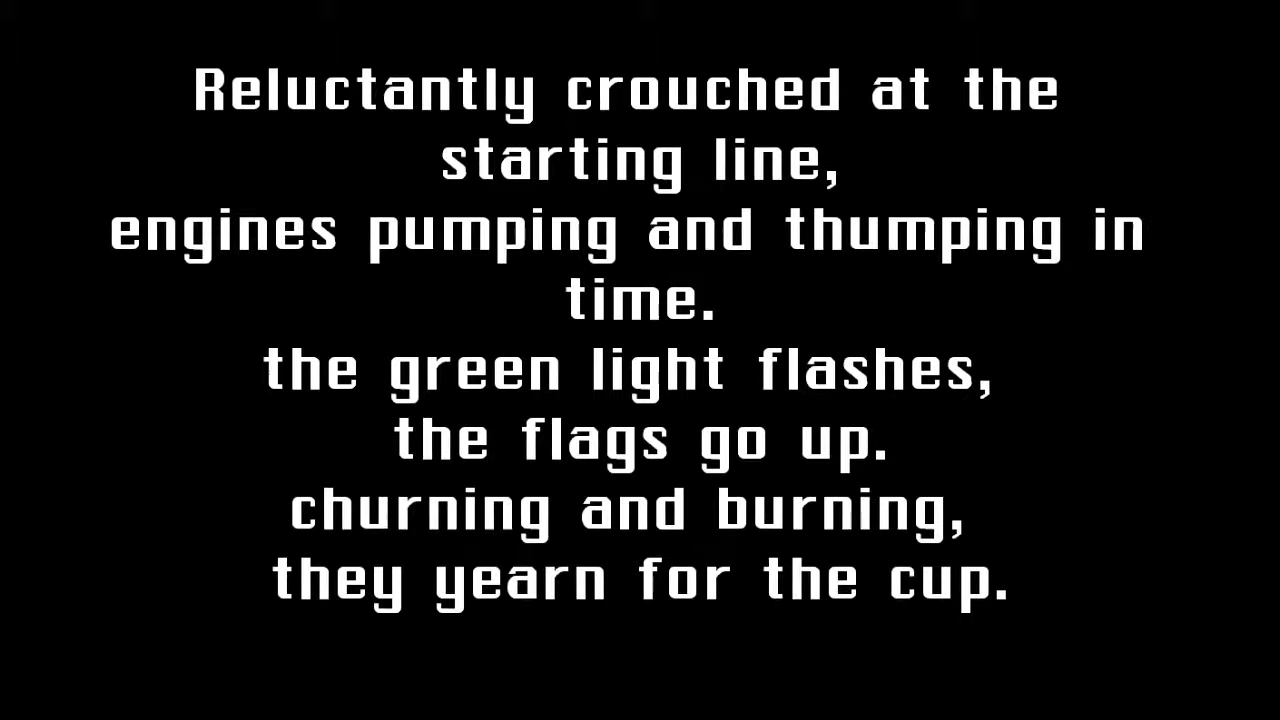 Reluctantly crouched at the
starting line,
engines pumping and thumping in
time.
the green light flashes,
the flags go up.
churning and burning,
they yearn for the cup.